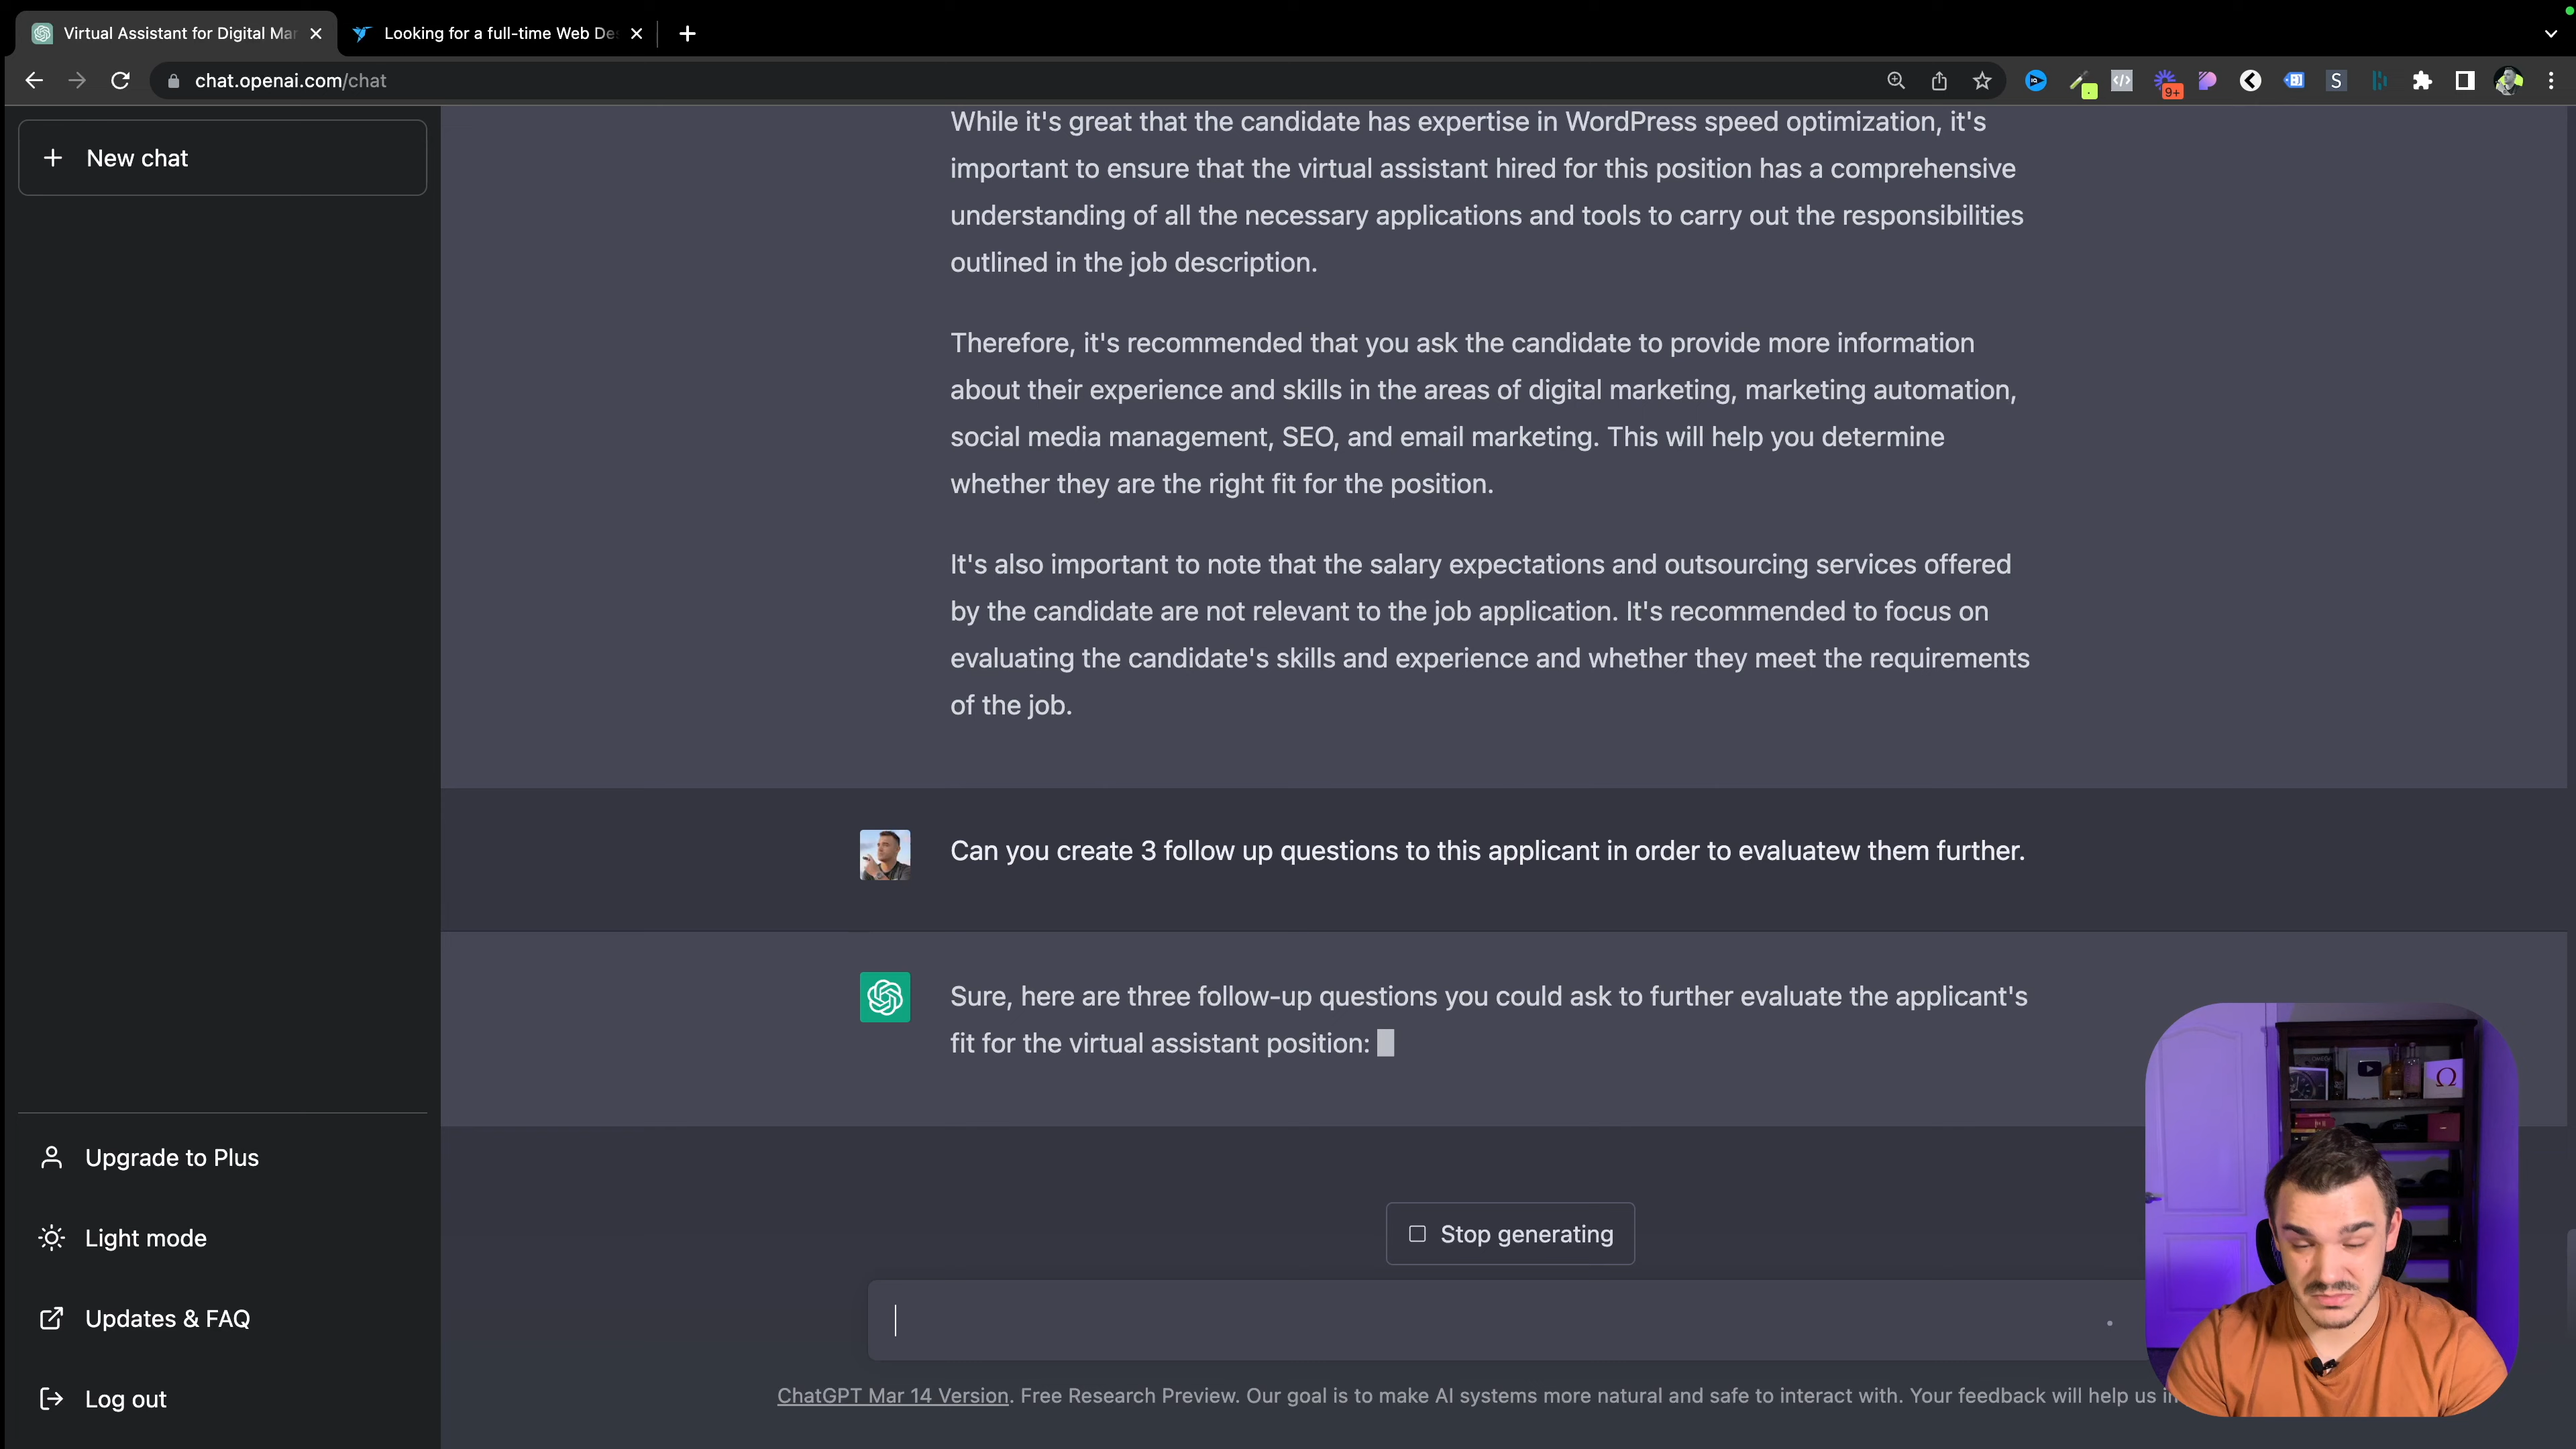 Virtual Assistant for Digital Mar
Looking for a full-time Web De
chat.openai.com/chat
9+
S
New chat
While it's great that the candidate has expertise in WordPress speed optimization, it's
important to ensure that the virtual assistant hired for this position has a comprehensive
understanding of all the necessary applications and tools to carry out the responsibilities
outlined in the job description.
Therefore, it's recommended that you ask the candidate to provide more information
about their experience and skills in the areas of digital marketing, marketing automation,
social media management, SEO, and email marketing. This will help you determine
whether they are the right fit for the position.
It's also important to note that the salary expectations and outsourcing services offered
by the candidate are not relevant to the job application. It's recommended to focus on
evaluating the candidate's skills and experience and whether they meet the requirements
of the job.
Can you create 3 follow up questions to this applicant in order to evaluatew them further.
Sure, here are three follow-up questions you could ask to further evaluate the applicant's
fit for the virtual assistant position:
Upgrade to Plus
Light mode
Updates & FAQ
Log out
Stop generating
ChatGPT Mar 14 Version. Free Research Preview. Our goal is to make AI systems more natural and safe to interact with. Your feedback will help us